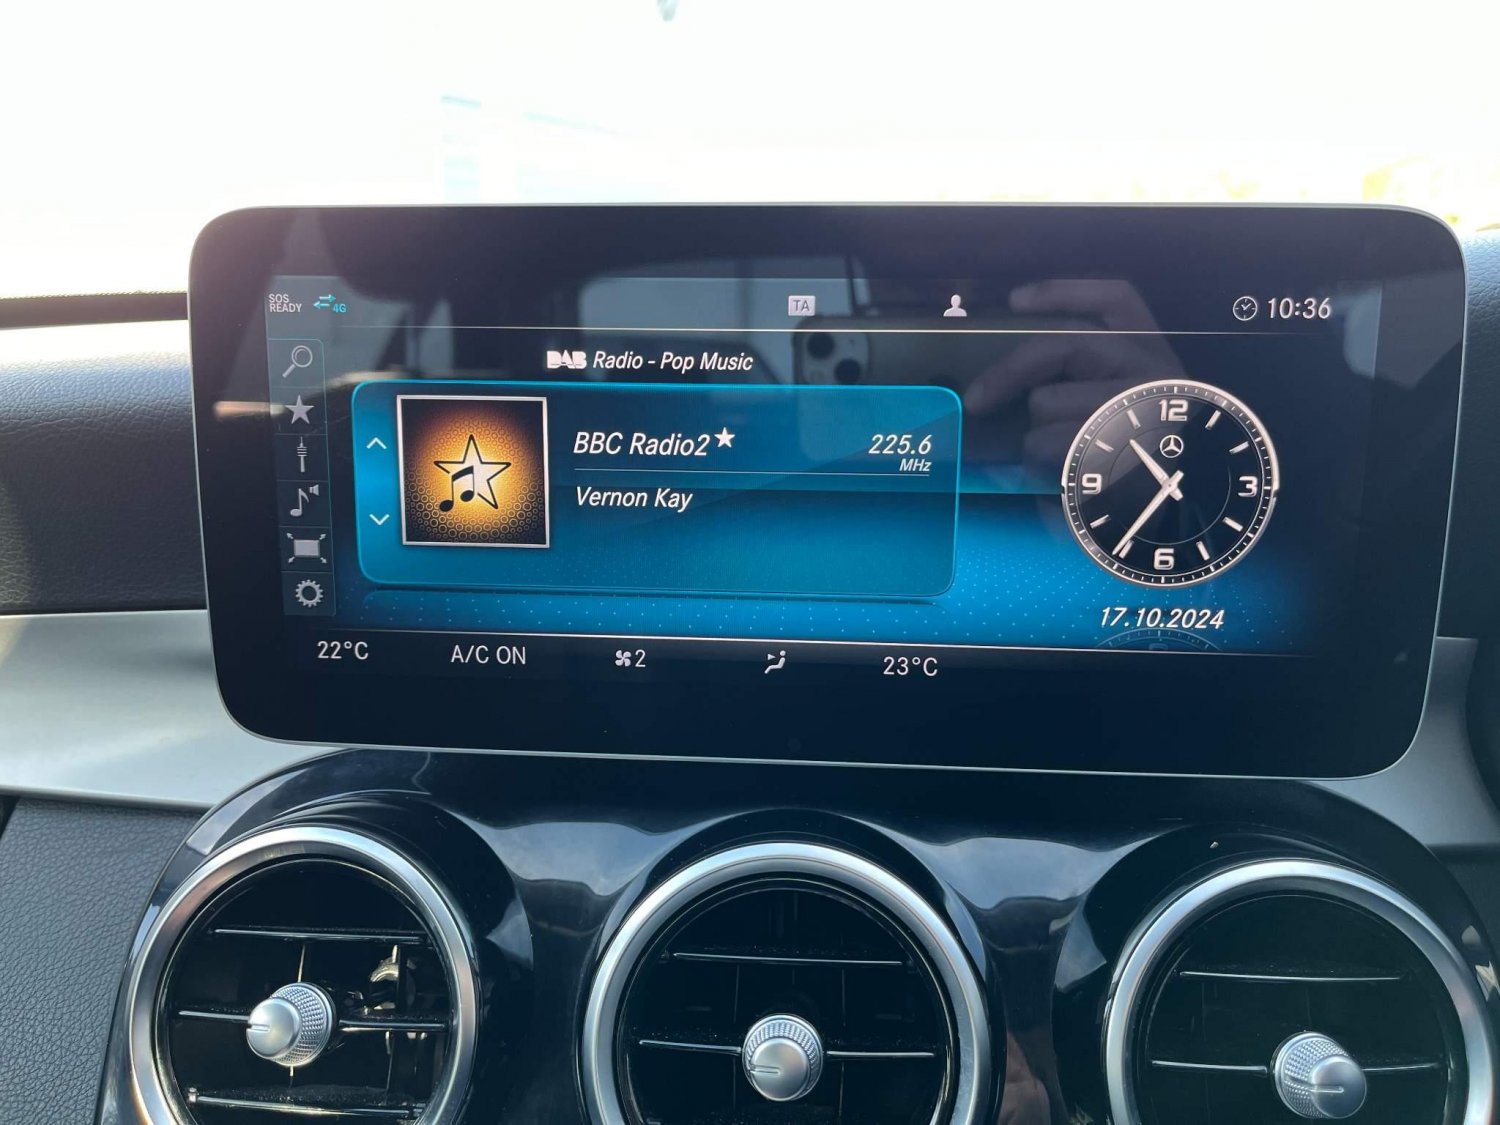 SOS
READY
4G
TA
10:36
DAB Radio - Pop Music
BBC Radio2
225.6
MHz
Vernon Kay
12
3
6
9
17.10.2024
22°C
A/C ON
2
23°C